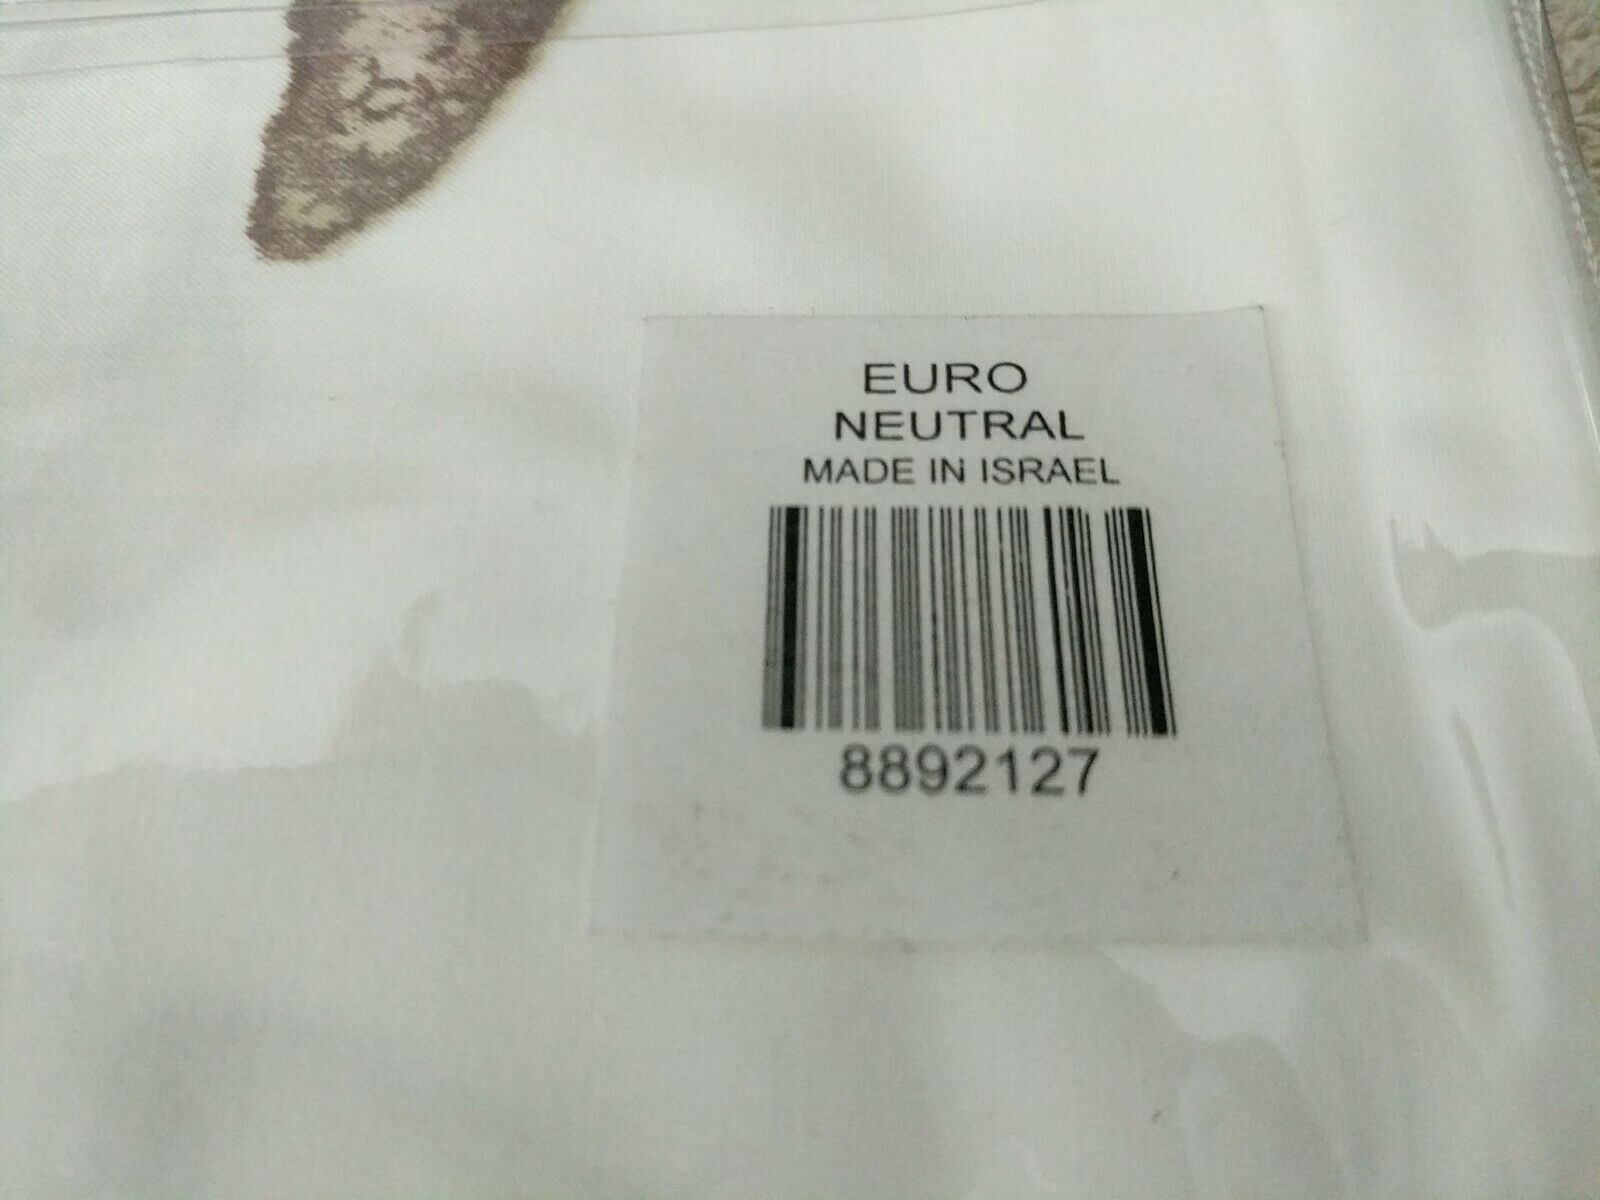 EURO
NEUTRAL
MADE IN ISRAEL
8892127